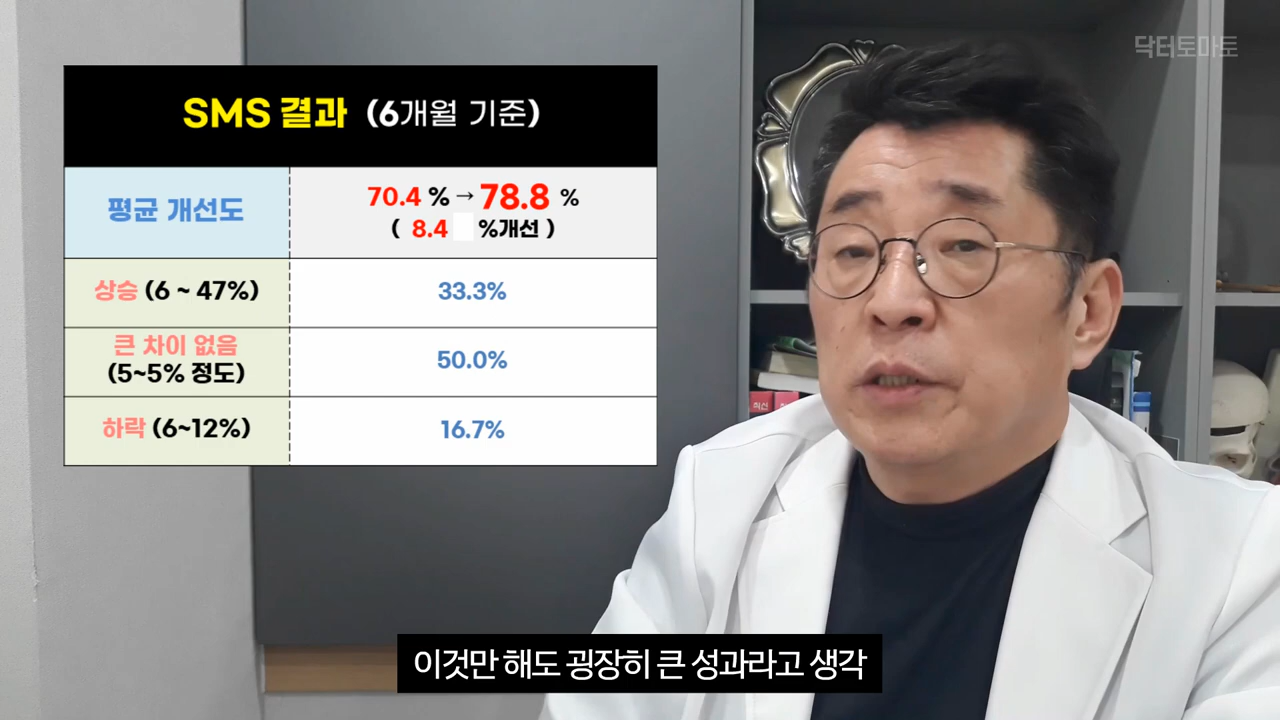 닥터토마토
SMS 결과 (6개월 기준)
평균 개선도
70.4 % → 78.8 %
( 8.4 %개선 )
상승 (6 ~ 47%)
33.3%
큰 차이 없음
(5~5% 정도)
50.0%
하락 (6~12%)
16.7%
혁신
이것만 해도 굉장히 큰 성과라고 생각